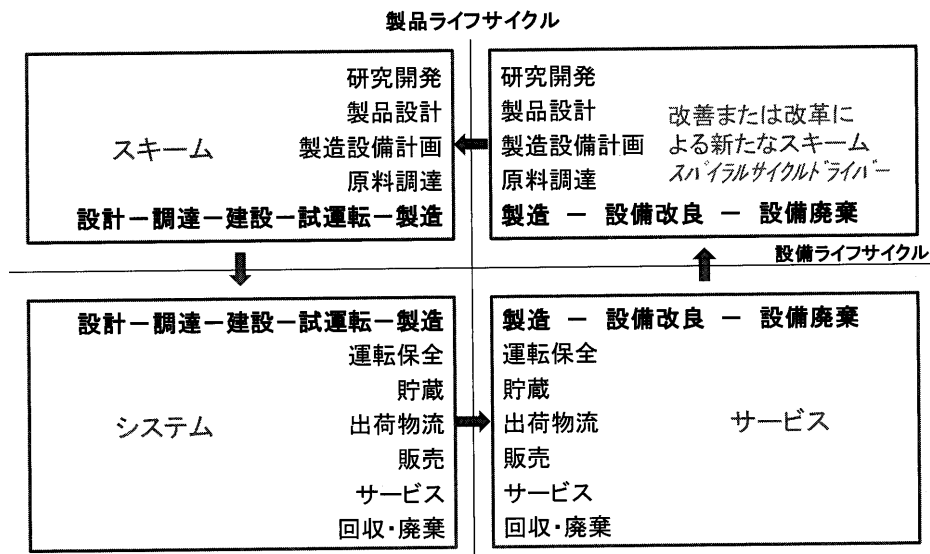 製品ライフサイクル
研究開発
製品設計
スキーム
製造設備計画
原料調達
設計－調達－建設－試運転－製造
研究開発
製品設計
製造設備計画
原料調達
改善または改革に
よる新たなスキーム
スパイラルサイクルドライバー
製造 － 設備改良 － 設備廃棄
設備ライフサイクル
設計－調達－建設－試運転－製造
運転保全
貯蔵
システム
出荷物流
販売
サービス
回収・廃棄
製造 － 設備改良 － 設備廃棄
運転保全
貯蔵
出荷物流
サービス
販売
サービス
回収・廃棄